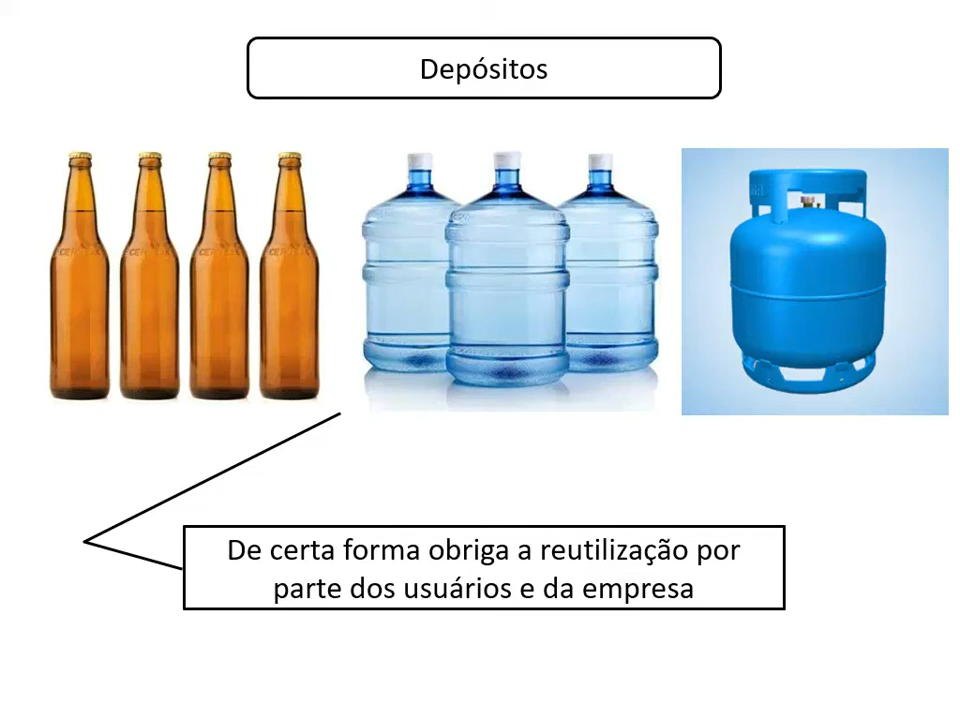 Depósitos
De certa forma obriga a reutilização por
parte dos usuários e da empresa